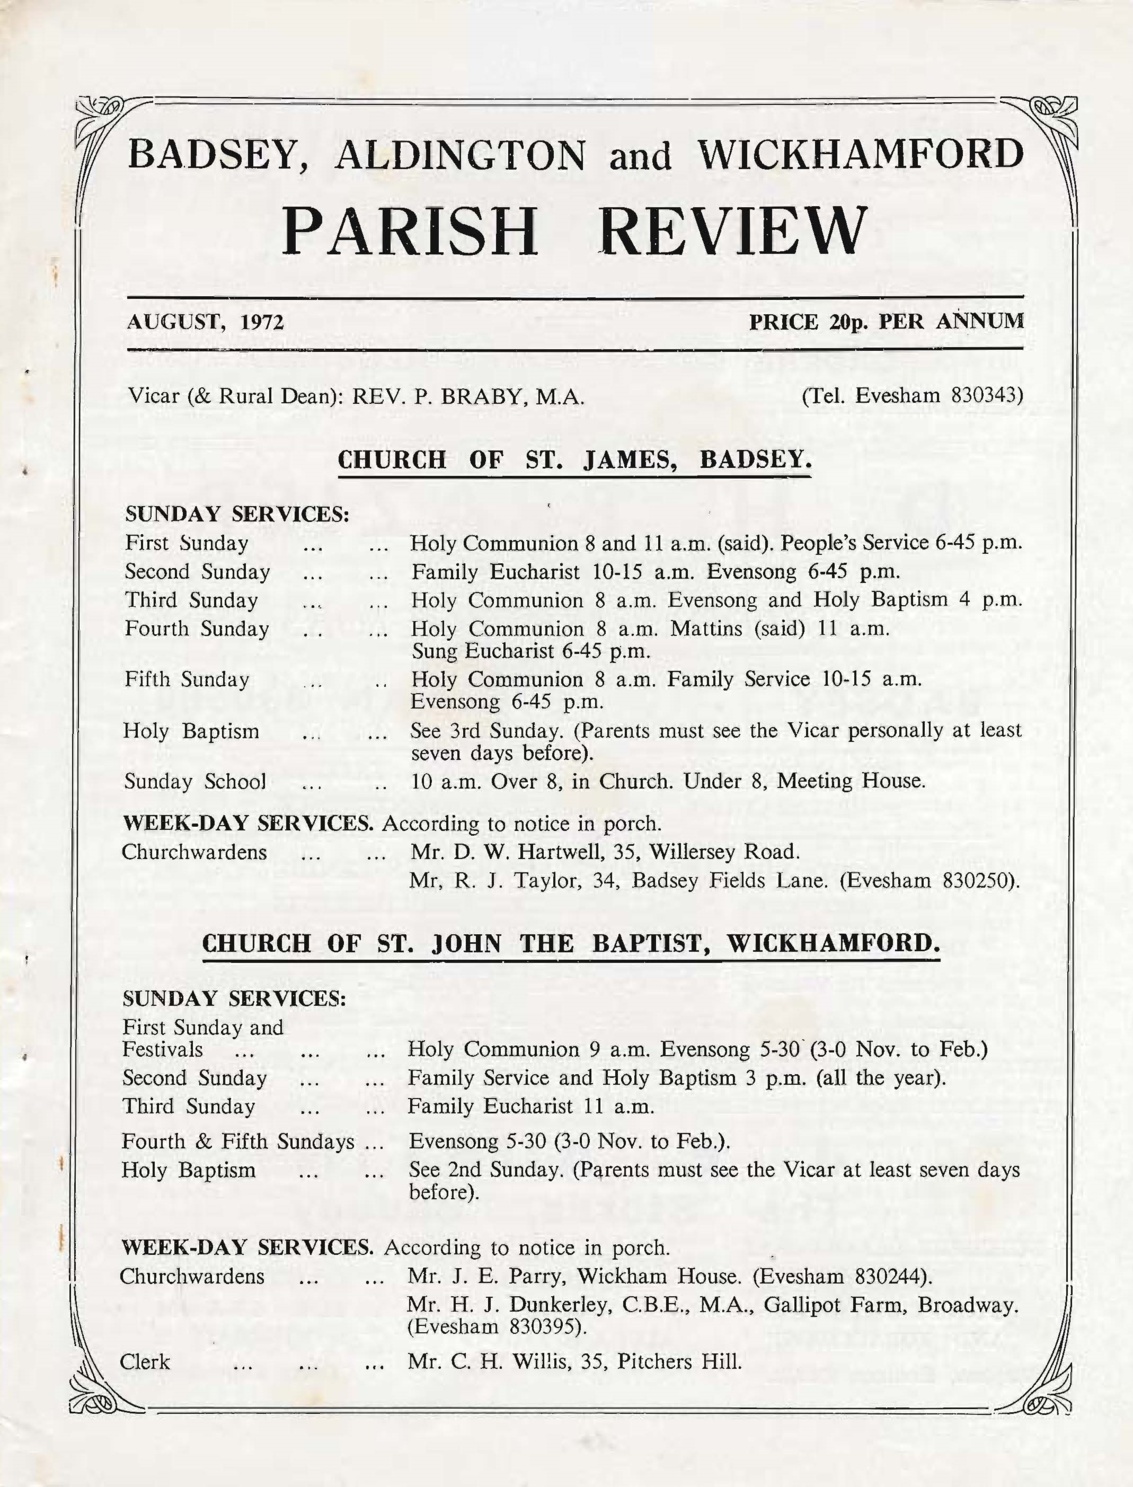 BADSEY, ALDINGTON and WICKHAMFORD
PARISH REVIEW
AUGUST, 1972 PRICE 20p. PER ANNUM
Vicar (& Rural Dean): REV. P. BRABY, M.A. (Tel. Evesham 830343)
CHURCH OF ST. JAMES, BADSEY.
SUNDAY SERVICES:
First Sunday ... ... Holy Communion 8 and 11 a.m. (said). People's Service 6-45 p.m.
Second Sunday ... ... Family Eucharist 10-15 a.m. Evensong 6-45 p.m.
Third Sunday ... ... Holy Communion 8 a.m. Evensong and Holy Baptism 4 p.m.
Fourth Sunday . . ... Holy Communion 8 a.m. Mattins (said) 11 a.m.
Sung Eucharist 6-45 p.m.
Fifth Sunday ... .. Holy Communion 8 a.m. Family Service 10-15 a.m.
Evensong 6-45 p.m.
Holy Baptism ... ... See 3rd Sunday. (Parents must see the Vicar personally at least
seven days before).
Sunday School ... .. 10 a.m. Over 8, in Church. Under 8, Meeting House.
WEEK-DAY SERVICES. According to notice in porch.
Churchwardens ... ... Mr. D. W. Hartwell, 35, Willersey Road.
Mr, R. J. Taylor, 34, Badsey Fields Lane. (Evesham 830250).
CHURCH OF ST. JOHN THE BAPTIST, WICKHAMFORD.
SUNDAY SERVICES:
First Sunday and
Festivals ... ... ... Holy Communion 9 a.m. Evensong 5-30 (3-0 Nov. to Feb.)
Second Sunday ... ... Family Service and Holy Baptism 3 p.m. (all the year).
Third Sunday ... ... Family Eucharist 11 a.m.
Fourth & Fifth Sundays ... Evensong 5-30 (3-0 Nov. to Feb.).
Holy Baptism ... ... See 2nd Sunday. (Parents must see the Vicar at least seven days
before).
WEEK-DAY SERVICES. According to notice in porch.
Churchwardens ... ... Mr. J. E. Parry, Wickham House. (Evesham 830244).
Mr. H. J. Dunkerley, C.B.E., M.A., Gallipot Farm, Broadway.
(Evesham 830395).
Clerk ... ... ... Mr. C. H. Willis, 35, Pitchers Hill.